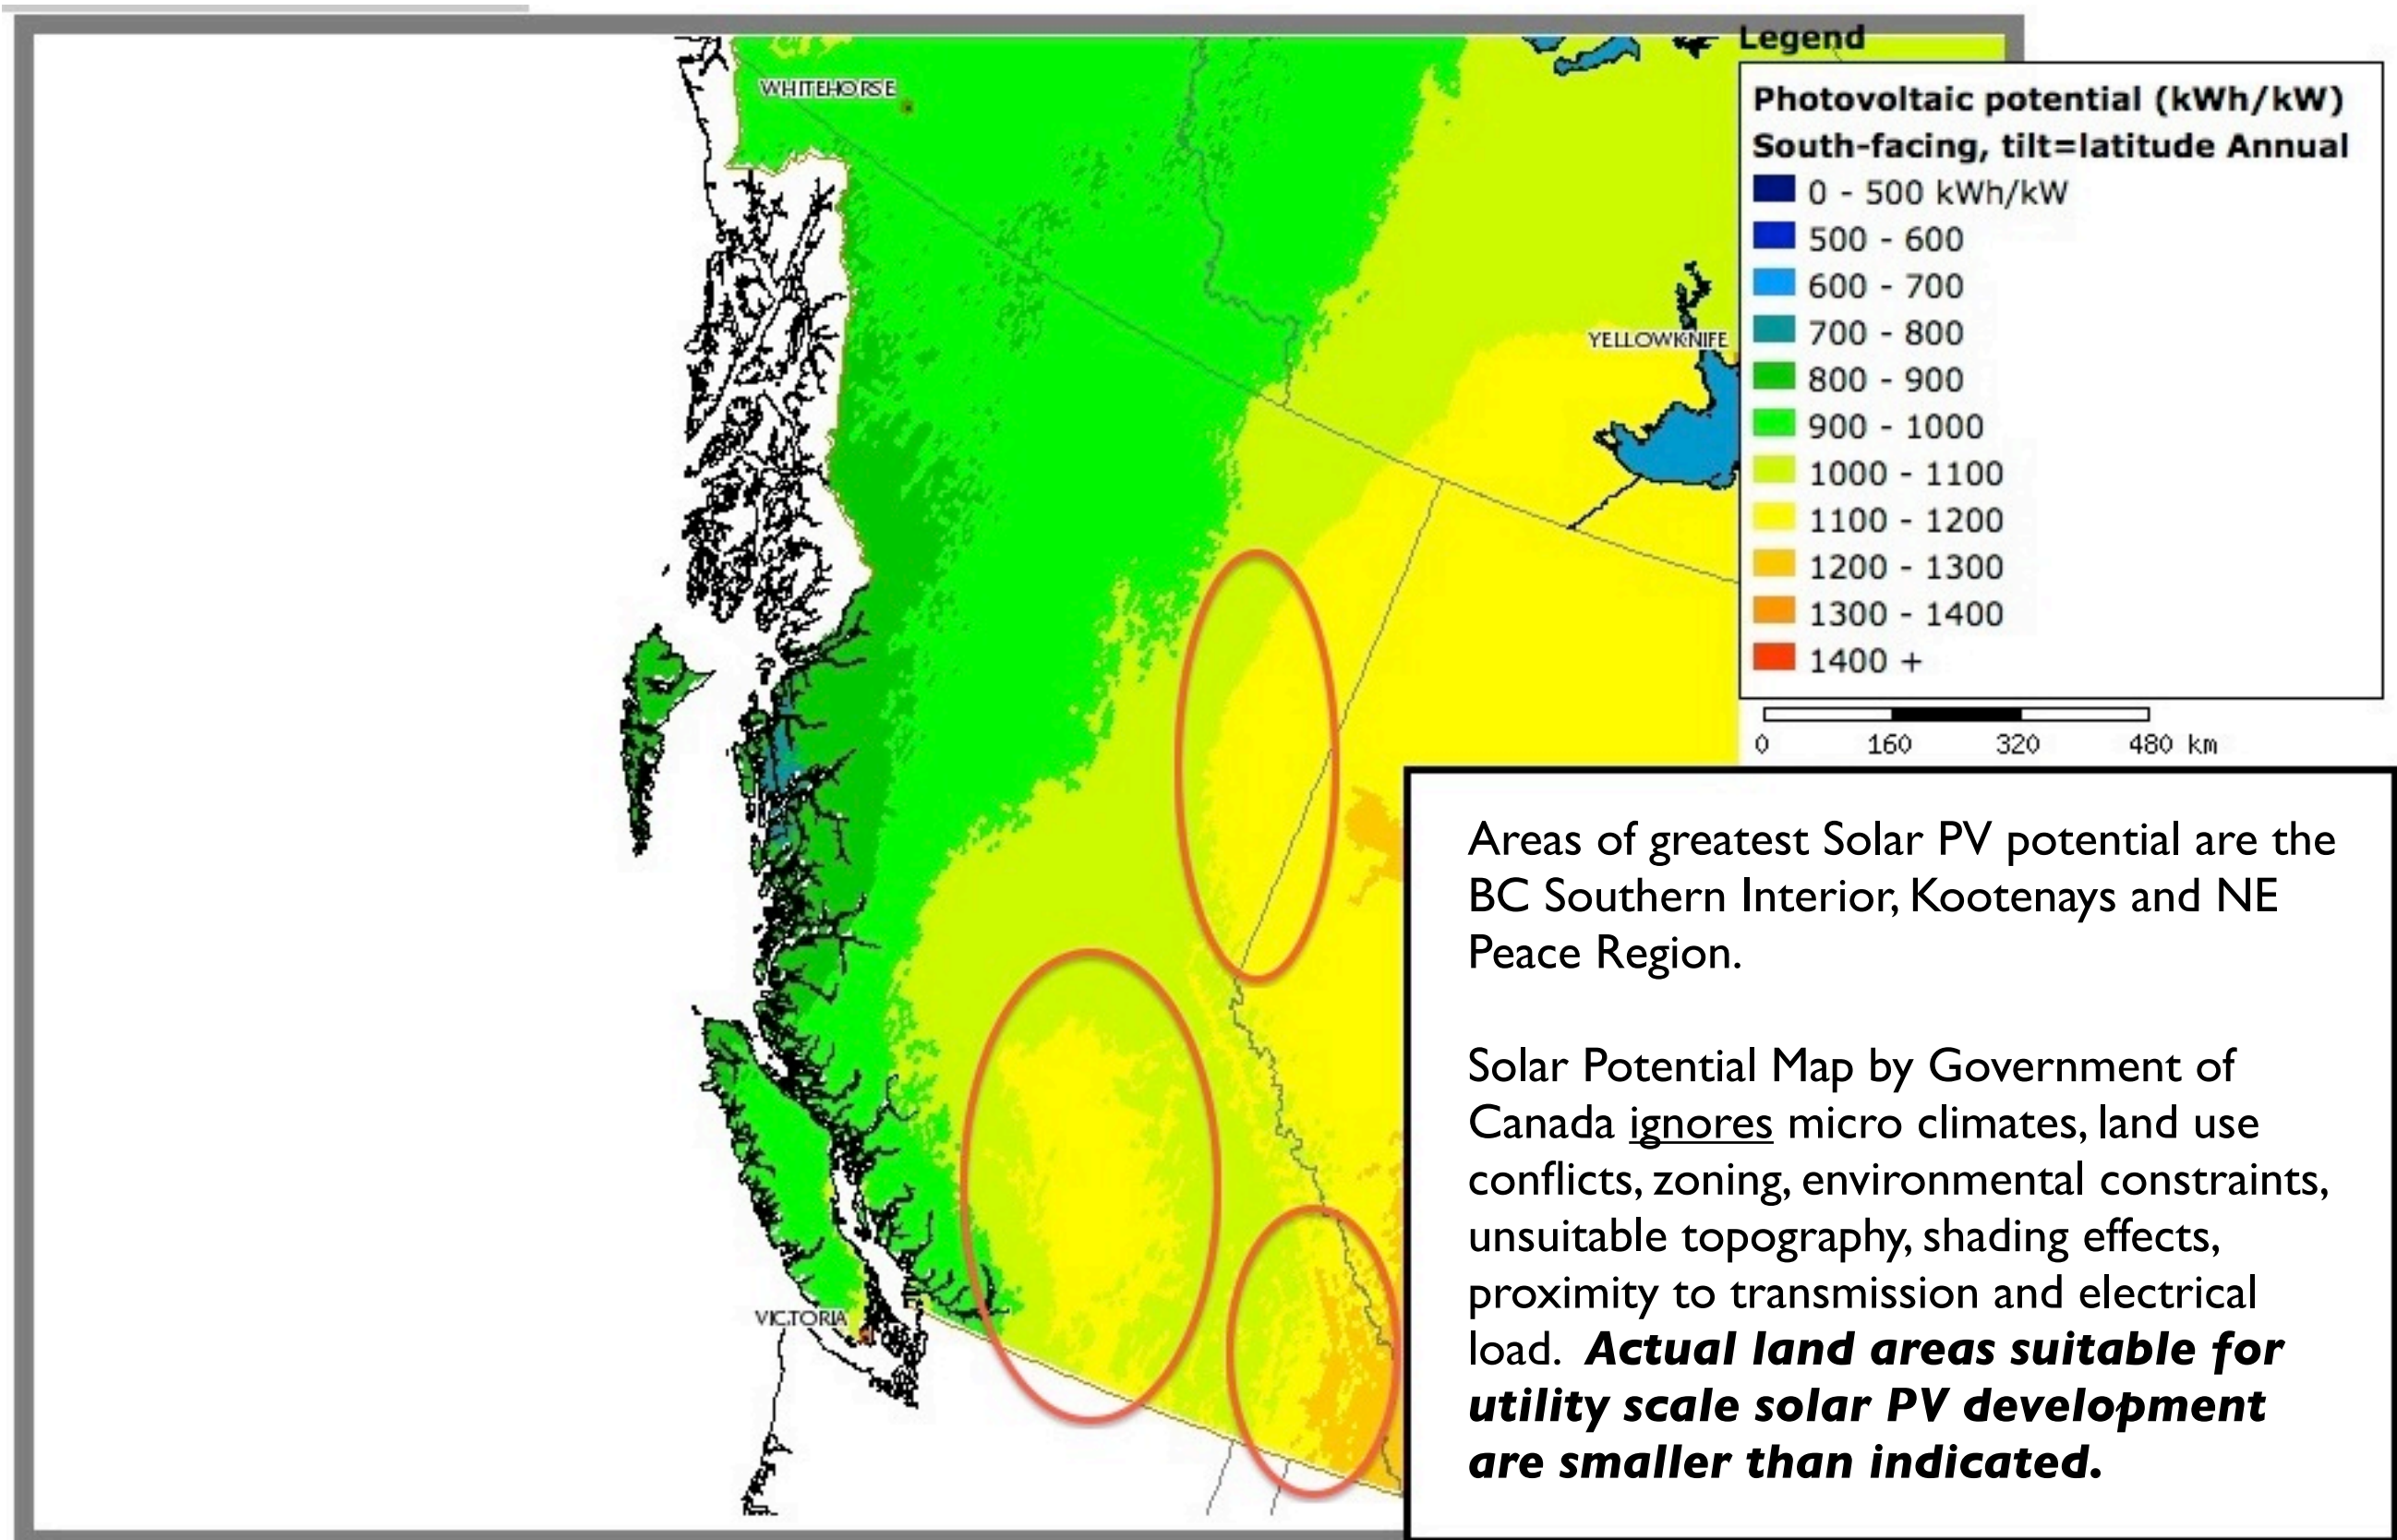 WHITEHORSE
YELLOWKNIFE
VICTORIA
Legend
Photovoltaic potential (kWh/kW)
South-facing, tilt=latitude Annual
0 - 500 kWh/kW
500 - 600
600 - 700
700 - 800
800 - 900
900 - 1000
1000 - 1100
1100 - 1200
1200 - 1300
1300 - 1400
1400 +
0 160 320 480 km
Areas of greatest Solar PV potential are the
BC Southern Interior, Kootenays and NE
Peace Region.
Solar Potential Map by Government of
Canada ignores micro climates, land use
conflicts, zoning, environmental constraints,
unsuitable topography, shading effects,
proximity to transmission and electrical
load. Actual land areas suitable for
utility scale solar PV development
are smaller than indicated.